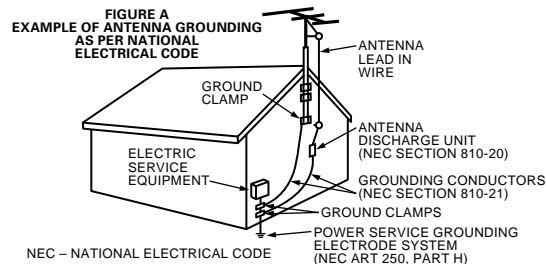 FIGURE A
EXAMPLE OF ANTENNA GROUNDING
AS PER NATIONAL
ELECTRICAL CODE
ANTENNA
LEAD IN
WIRE
GROUND
CLAMP
ANTENNA
DISCHARGE UNIT
(NEC SECTION 810-20)
ELECTRIC
SERVICE
EQUIPMENT
GROUNDING CONDUCTORS
(NEC SECTION 810-21)
GROUND CLAMPS
POWER SERVICE GROUNDING
ELECTRODE SYSTEM
(NEC ART 250, PART H)
NEC – NATIONAL ELECTRICAL CODE